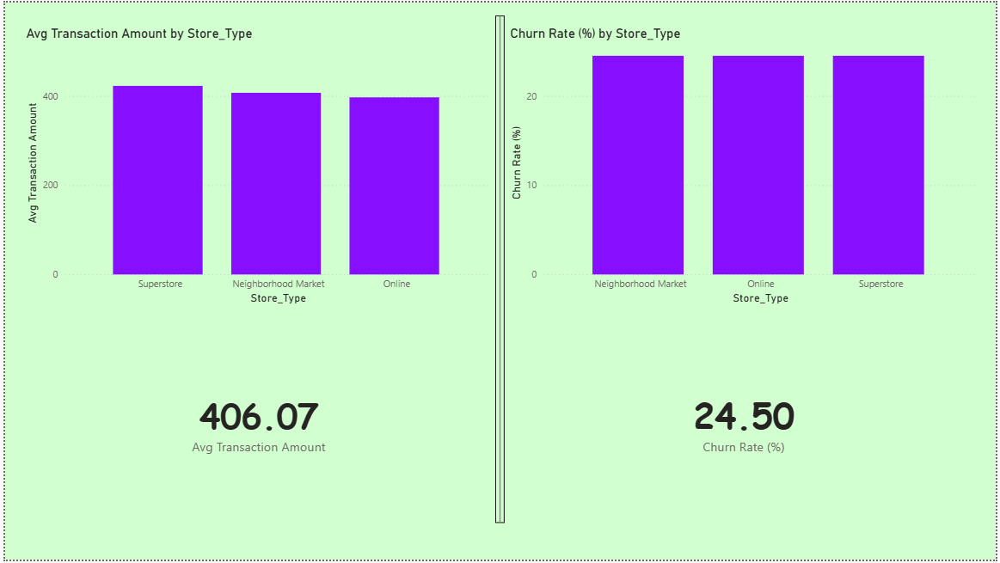 Avg Transaction Amount by Store_Type
Avg Transaction Amount
400
200
0
Superstore
Neighborhood Market
Online
Store_Type
Churn Rate (%) by Store_Type
Churn Rate (%)
20
10
0
Neighborhood Market
Online
Superstore
Store_Type
406.07
Avg Transaction Amount
24.50
Churn Rate (%)